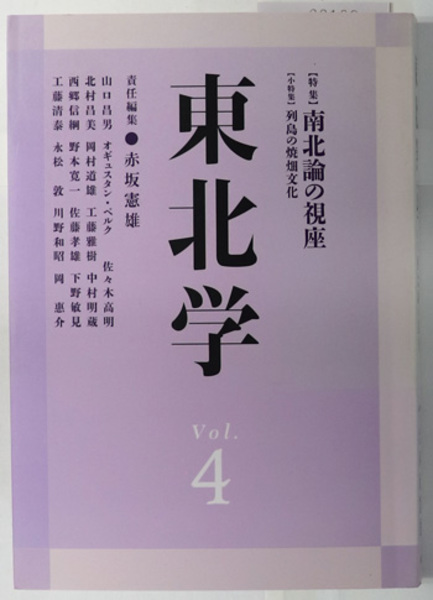 【特集】南北論の視座
【小特集】列島の焼畑文化
東北学
Vol.
4
責任編集●赤坂憲雄
山口昌男 オギュスタン・ベルク 佐々木高明
北村昌美 岡村道雄 工藤雅樹 中村明蔵
西郷信綱 野本寛一 佐藤孝雄 下野敏見
工藤清泰 永松敦 川野和昭 岡恵介